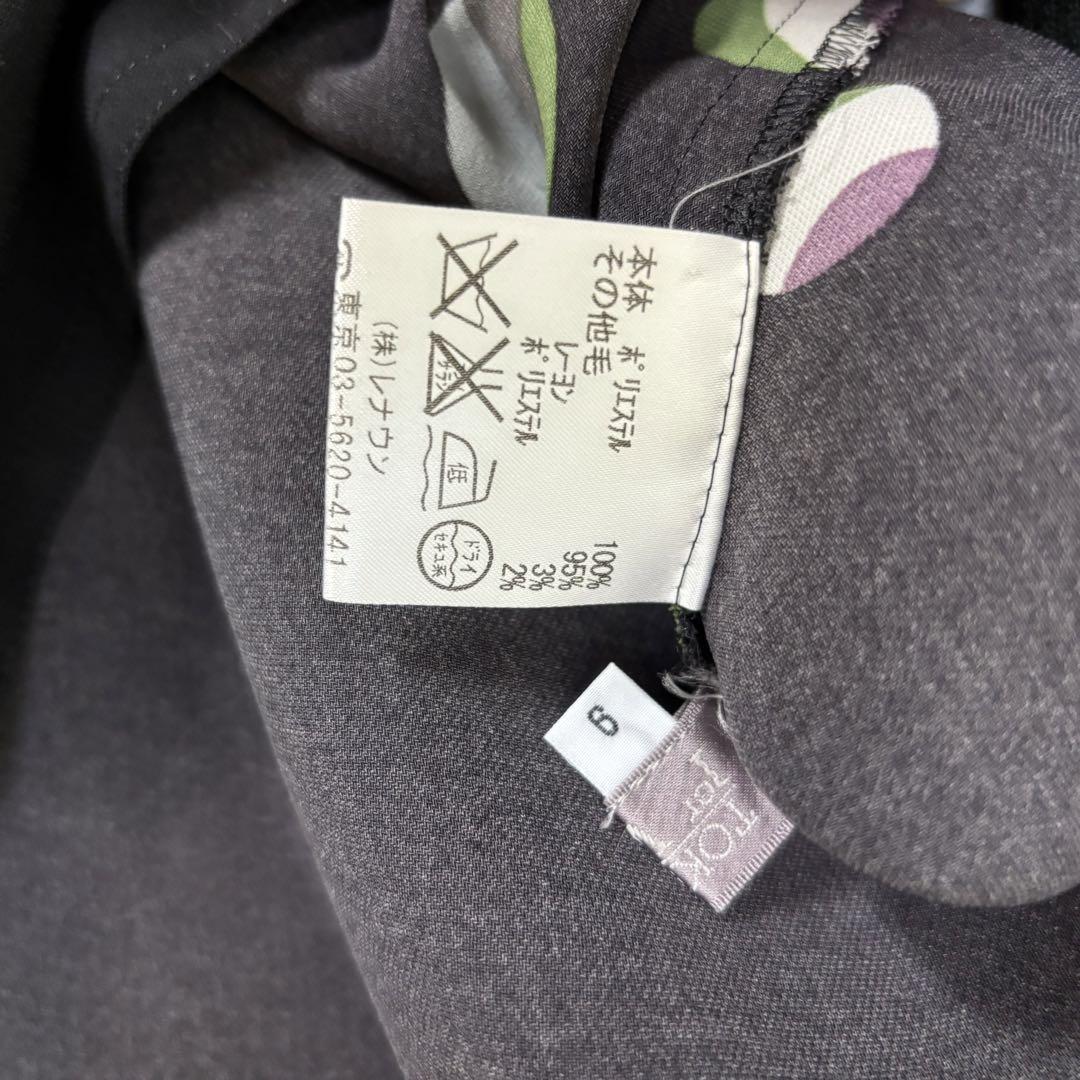 本体 ポリエステル 100%
その他毛 95%
レーヨン 3%
ポリエステル 2%
低
ドライ
セキユ系
(株)レナウン
東京03-5620-4141
9
TOK